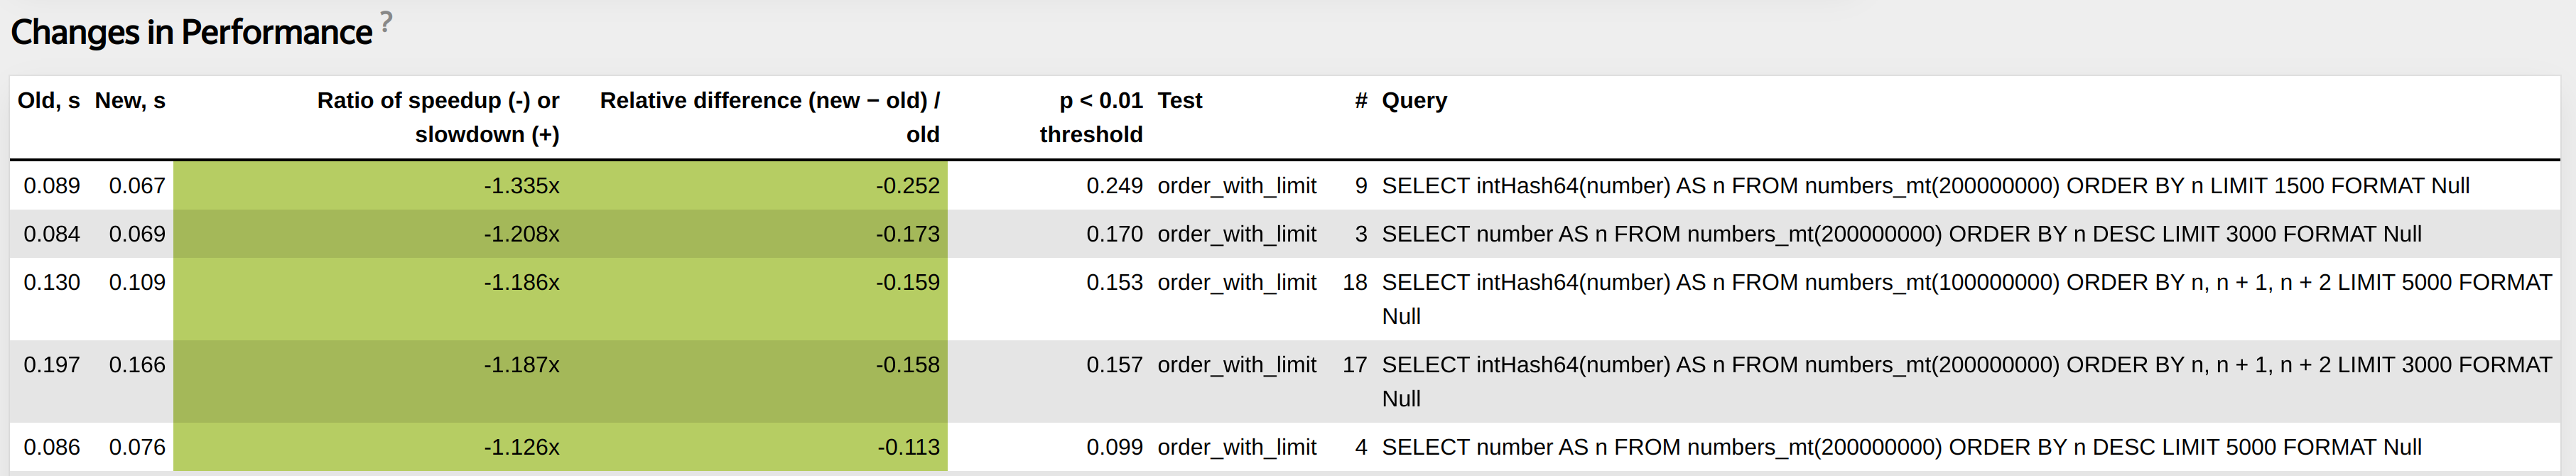 Changes in Performance ?
Old, s New, s Ratio of speedup (-) or slowdown (+) Relative difference (new − old) / old p < 0.01 threshold Test # Query
0.089 0.067 -1.335x -0.252 0.249 order_with_limit 9 SELECT intHash64(number) AS n FROM numbers_mt(200000000) ORDER BY n LIMIT 1500 FORMAT Null
0.084 0.069 -1.208x -0.173 0.170 order_with_limit 3 SELECT number AS n FROM numbers_mt(200000000) ORDER BY n DESC LIMIT 3000 FORMAT Null
0.130 0.109 -1.186x -0.159 0.153 order_with_limit 18 SELECT intHash64(number) AS n FROM numbers_mt(100000000) ORDER BY n, n + 1, n + 2 LIMIT 5000 FORMAT
Null
0.197 0.166 -1.187x -0.158 0.157 order_with_limit 17 SELECT intHash64(number) AS n FROM numbers_mt(200000000) ORDER BY n, n + 1, n + 2 LIMIT 3000 FORMAT
Null
0.086 0.076 -1.126x -0.113 0.099 order_with_limit 4 SELECT number AS n FROM numbers_mt(200000000) ORDER BY n DESC LIMIT 5000 FORMAT Null